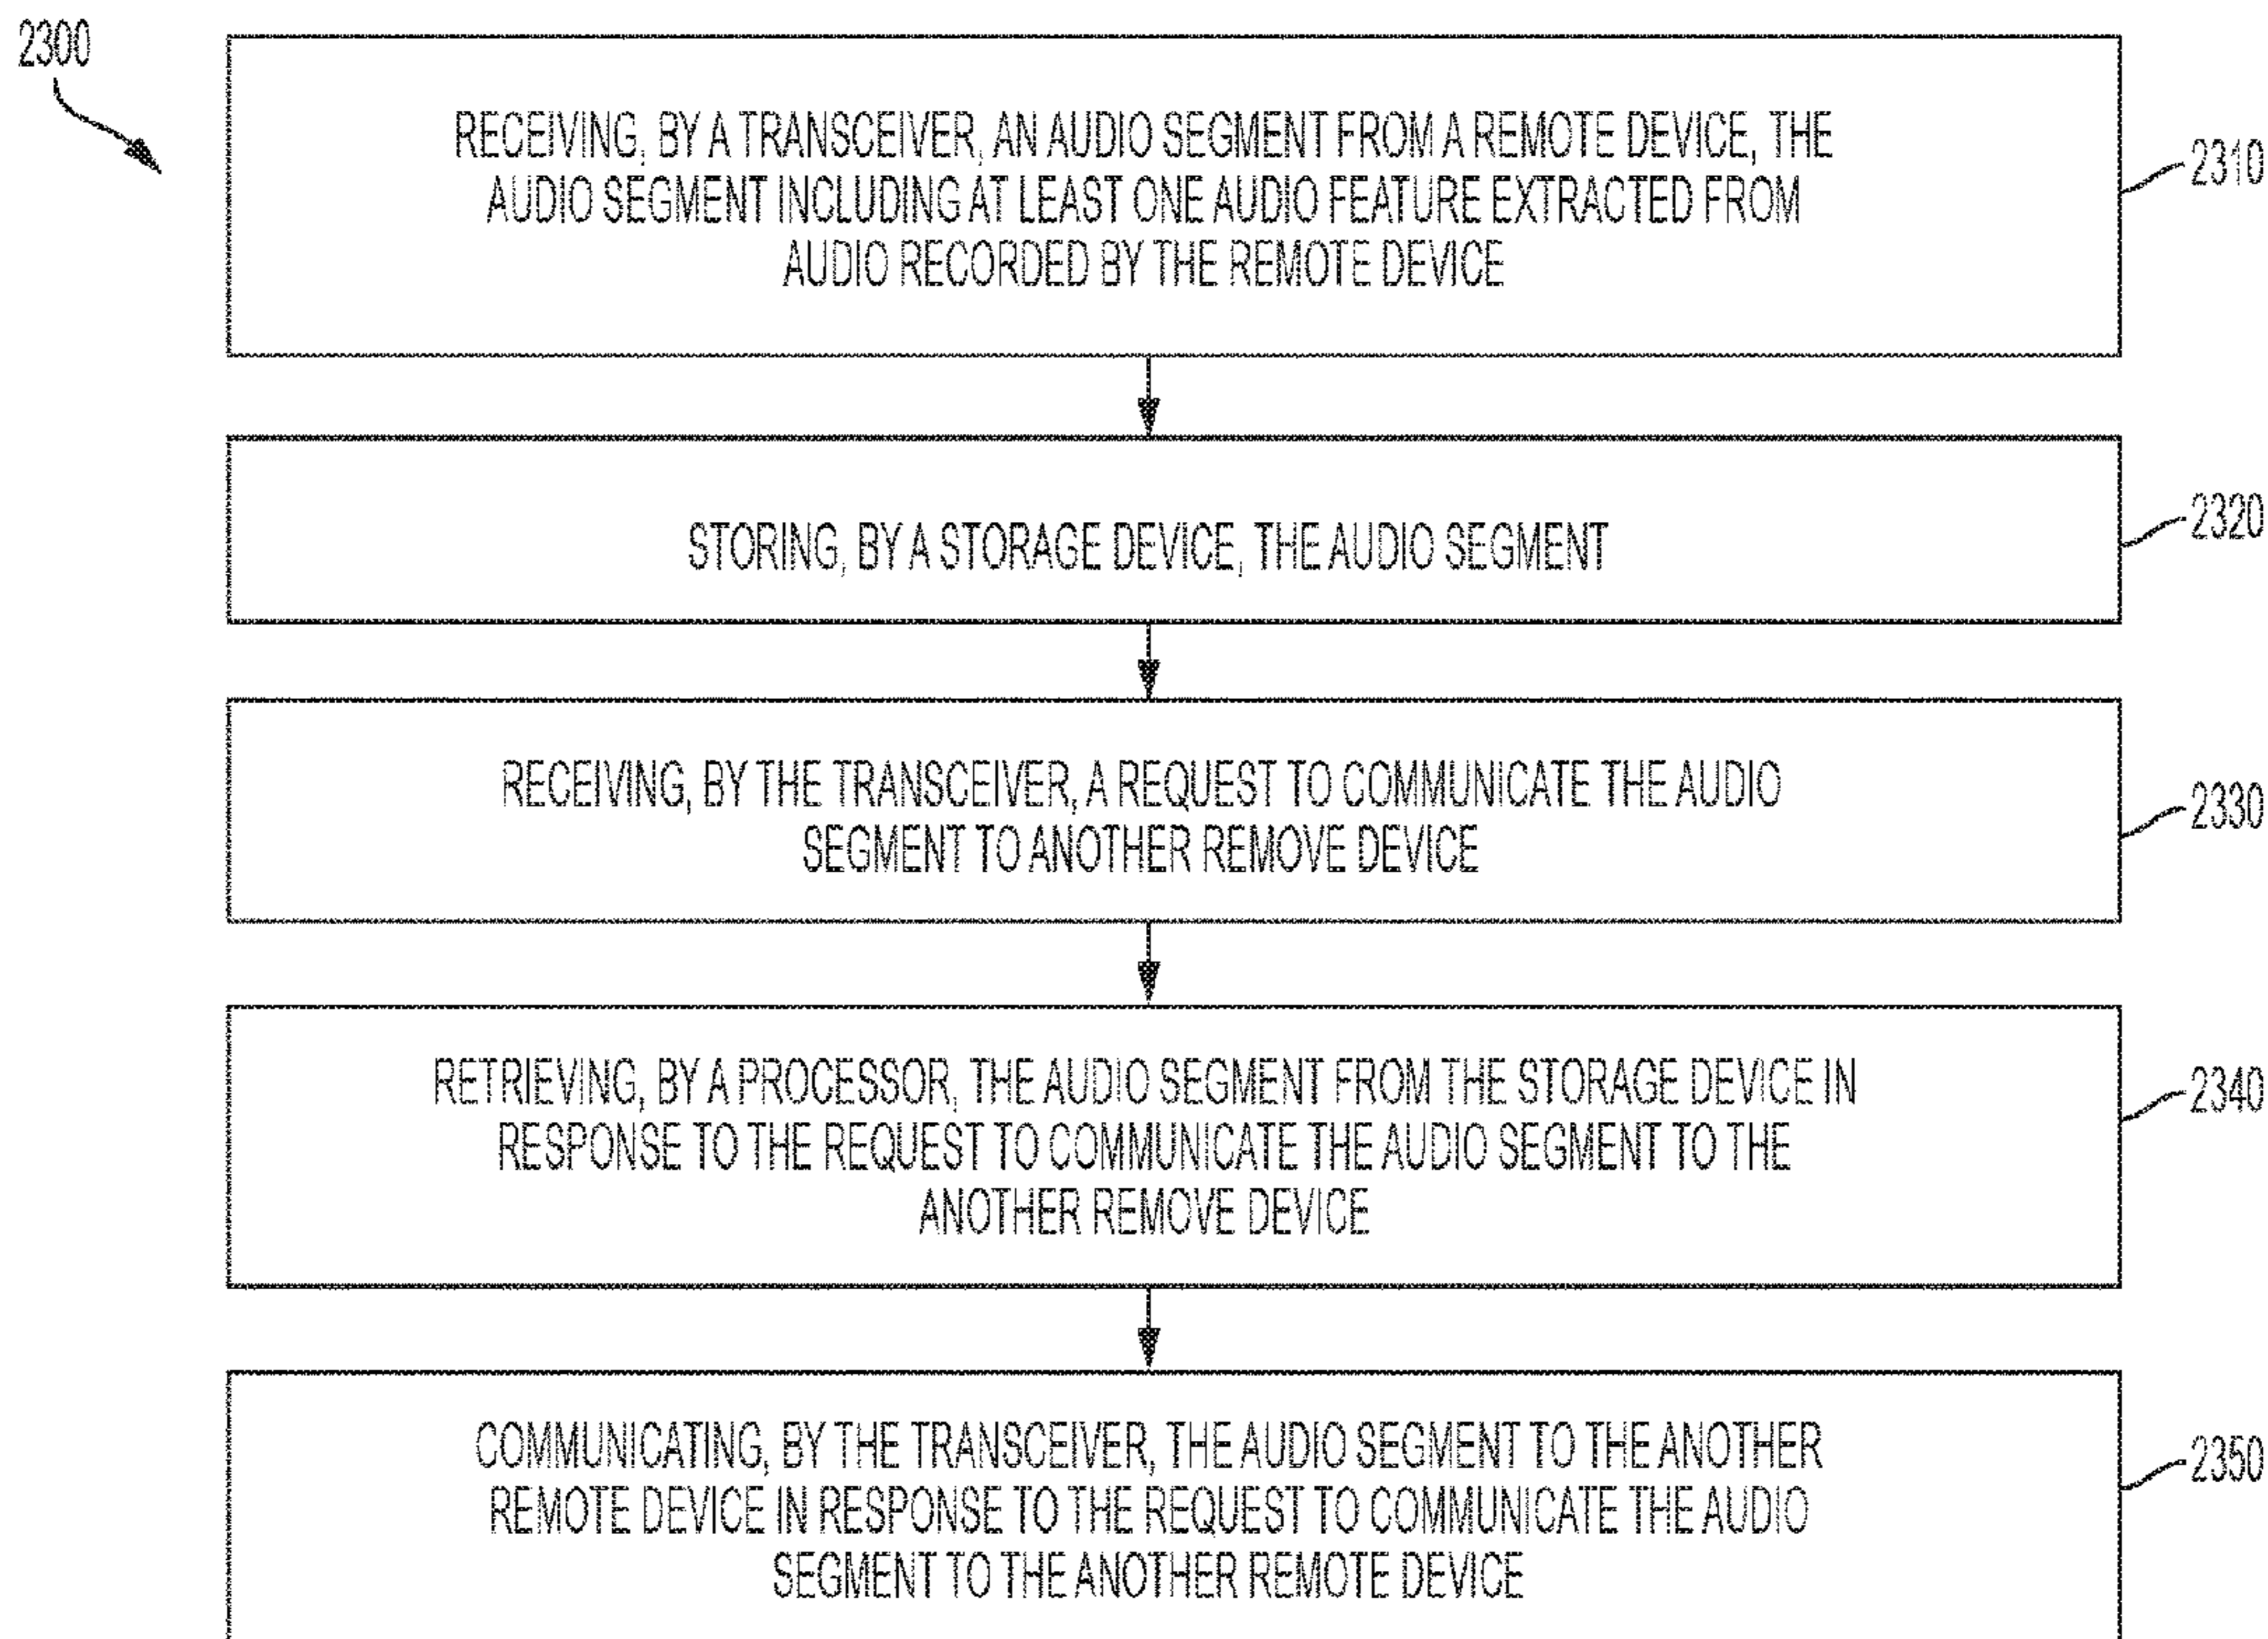 2300
RECEIVING, BY A TRANSCEIVER, AN AUDIO SEGMENT FROM A REMOTE DEVICE, THE
AUDIO SEGMENT INCLUDING AT LEAST ONE AUDIO FEATURE EXTRACTED FROM
AUDIO RECORDED BY THE REMOTE DEVICE
2310
STORING, BY A STORAGE DEVICE, THE AUDIO SEGMENT
2320
RECEIVING, BY THE TRANSCEIVER, A REQUEST TO COMMUNICATE THE AUDIO
SEGMENT TO ANOTHER REMOVE DEVICE
2330
RETRIEVING, BY A PROCESSOR, THE AUDIO SEGMENT FROM THE STORAGE DEVICE IN
RESPONSE TO THE REQUEST TO COMMUNICATE THE AUDIO SEGMENT TO THE
ANOTHER REMOVE DEVICE
2340
COMMUNICATING, BY THE TRANSCEIVER, THE AUDIO SEGMENT TO THE ANOTHER
REMOTE DEVICE IN RESPONSE TO THE REQUEST TO COMMUNICATE THE AUDIO
SEGMENT TO THE ANOTHER REMOTE DEVICE
2350